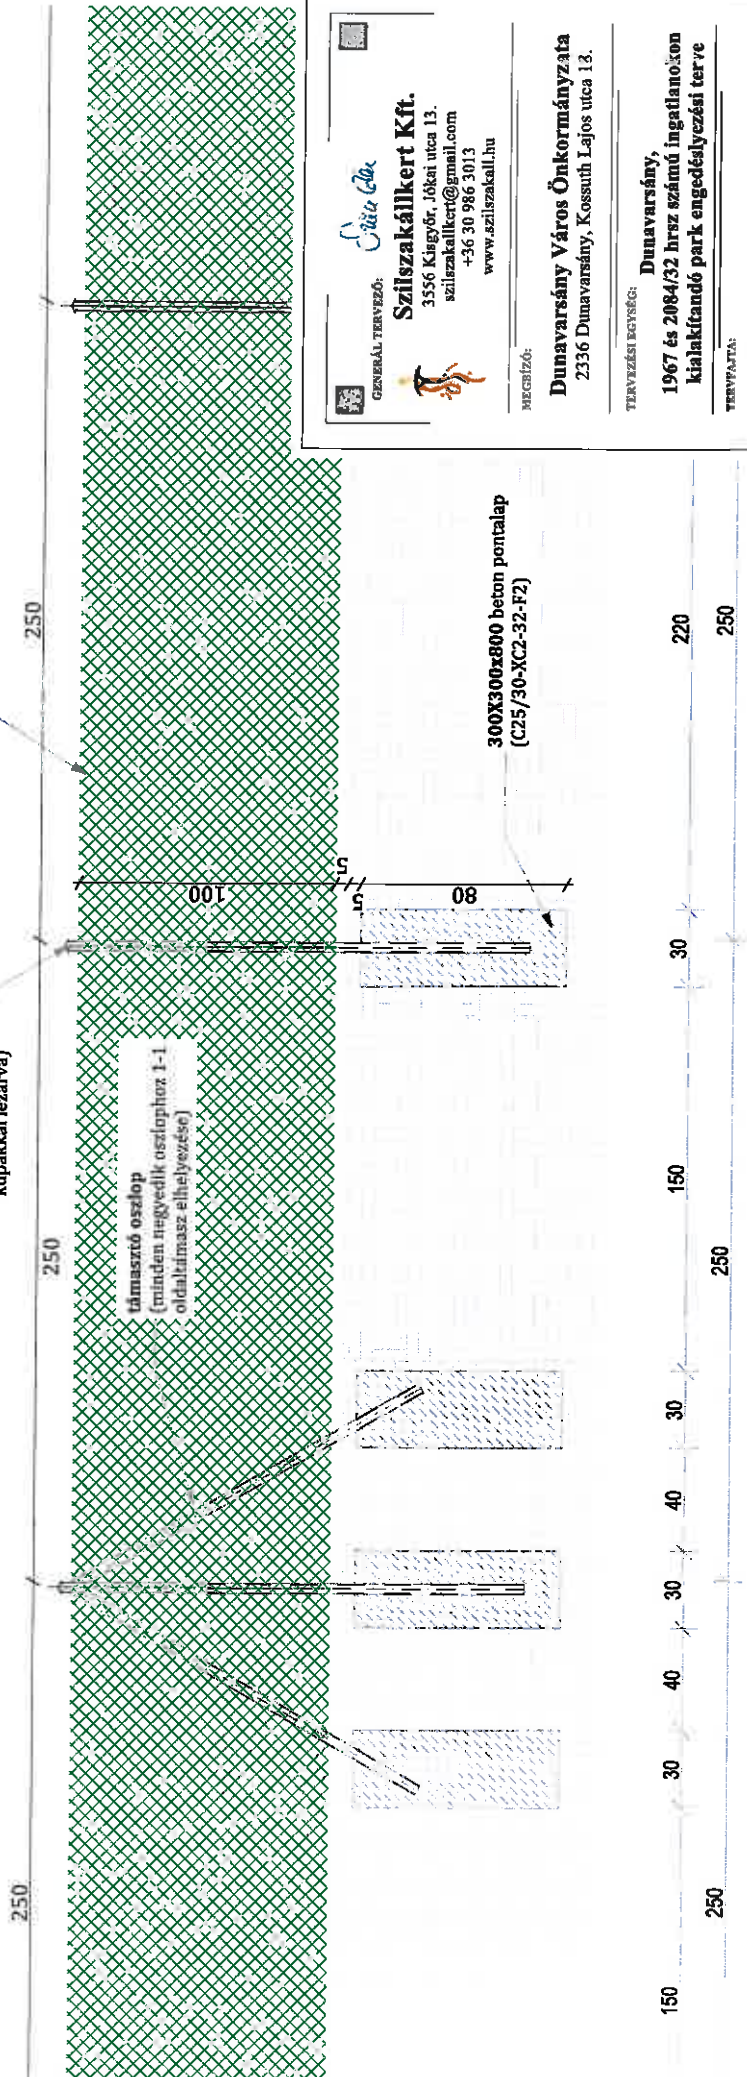 kupakkal lezárva)
250
250
250
támasztó oszlop
(minden negyedik oszlophoz 1-1
oldaltámasz elhelyezése)
100
5
5
80
300X300x800 beton pontalap
(C25/30-XC2-32-F2)
150
30
40
30
40
30
150
30
220
250
250
250
GENERÁL TERVEZŐ:
Szilszakállkert Kft.
3556 Kisgyőr, Jókai utca 13.
szilszakallkert@gmail.com
+36 30 986 3013
www.szilszakall.hu
MEGBÍZÓ:
Dunavarsány Város Önkormányzata
2336 Dunavarsány, Kossuth Lajos utca 18.
TERVEZÉSI EGYSÉG:
Dunavarsány,
1967 és 2084/32 hrsz számú ingatlanokon
kialakítandó park engedéslyezési terve
TERVFAJTA: